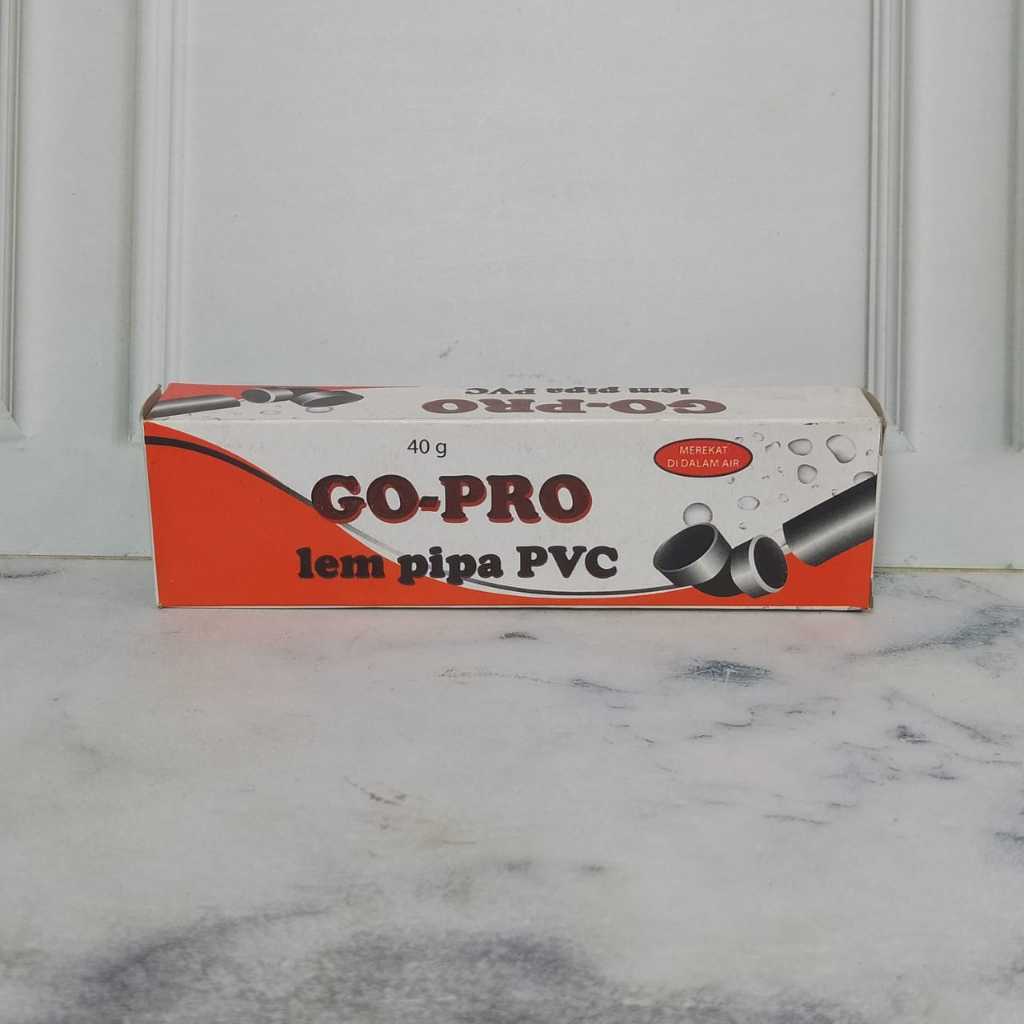 lem pipa PVC
GO-PRO
40 g
MEREKAT
DI DALAM AIR
GO-PRO
lem pipa PVC